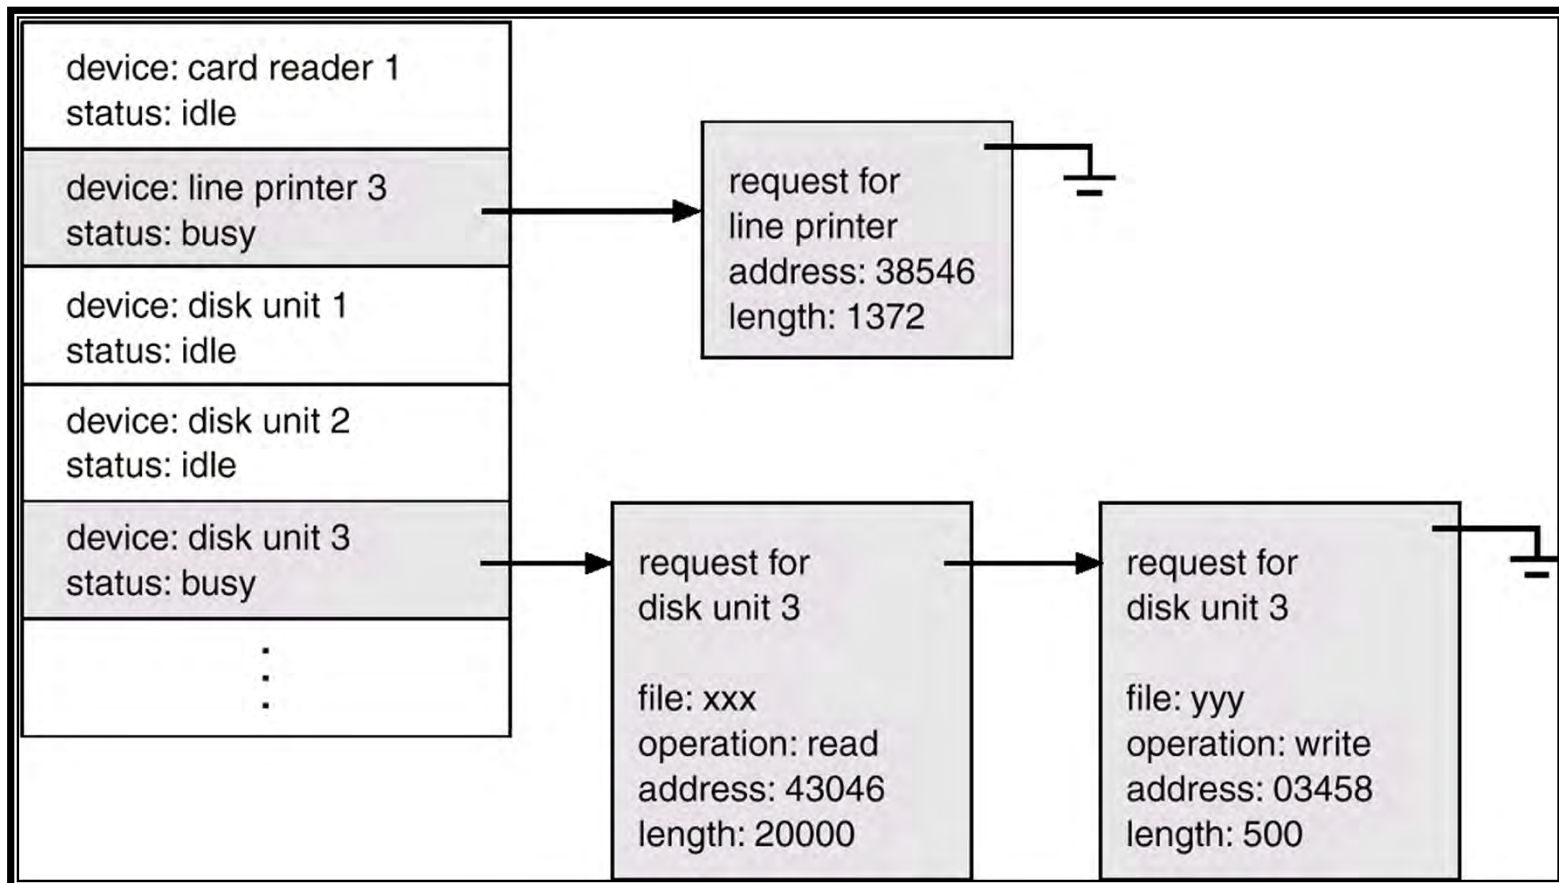 device: card reader 1
status: idle
device: line printer 3
status: busy
device: disk unit 1
status: idle
device: disk unit 2
status: idle
device: disk unit 3
status: busy
request for
line printer
address: 38546
length: 1372
request for
disk unit 3
file: xxx
operation: read
address: 43046
length: 20000
request for
disk unit 3
file: yyy
operation: write
address: 03458
length: 500